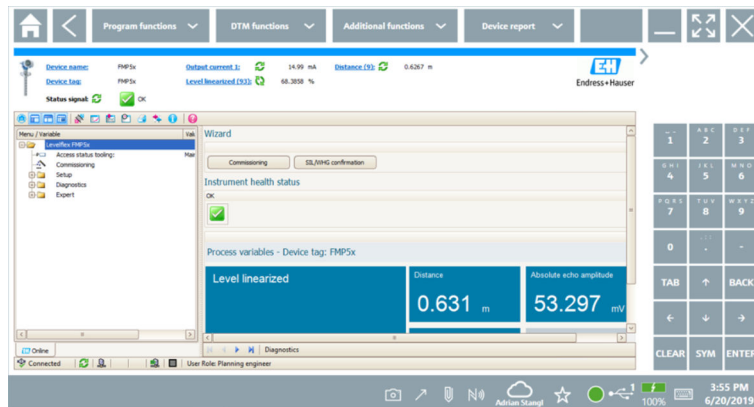 Program functions
DTM functions
Additional functions
Device report
Device name: FMP5x Output current 1: 14.99 mA Distance (9): 0.6267 m
Device tag: FMP5x Level linearized (93): 68.3858 %
Status signal: OK
Endress+Hauser
Menu / Variable Val
Levelflex FMP5x
Access status tooling: Mair
Commissioning
Setup
Diagnostics
Expert
Wizard
Commissioning SIL/WHG confirmation
Instrument health status
OK
Process variables - Device tag: FMP5x
Level linearized
Distance
0.631 m
Absolute echo amplitude
53.297 mV
Online
Diagnostics
Connected User Role: Planning engineer
1 ABC 2 DEF 3
GHI 4 JKL 5 MNO 6
PQRS 7 TUV 8 WXYZ 9
0 . -
TAB BACK
CLEAR SYM ENTER
Adrian Stangl
1
100%
3:55 PM
6/20/2019